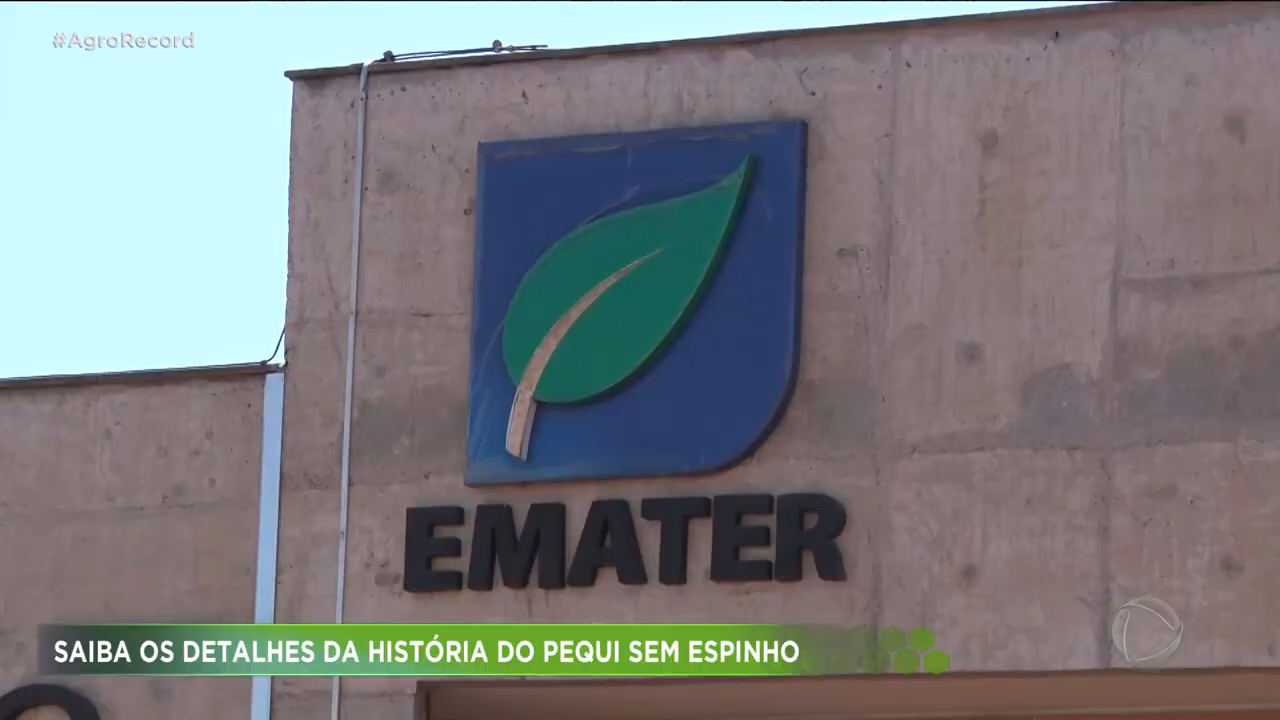 #AgroRecord
EMATER
SAIBA OS DETALHES DA HISTÓRIA DO PEQUI SEM ESPINHO